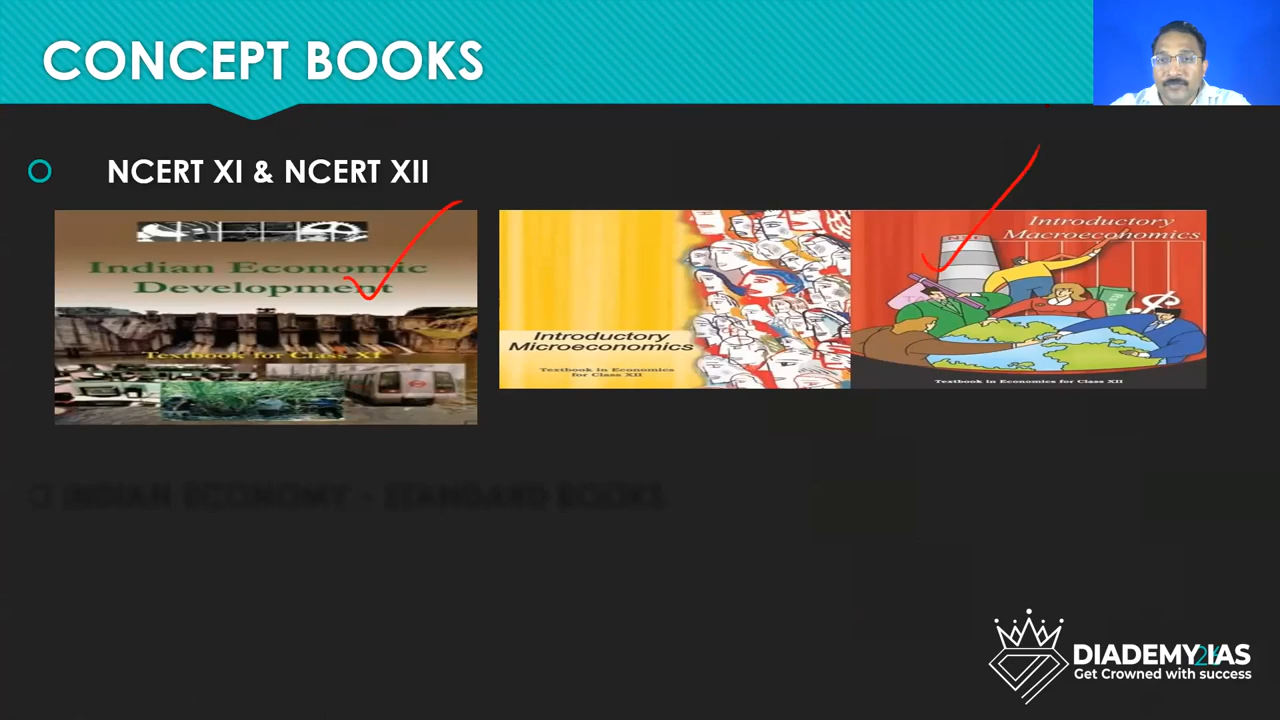 CONCEPT BOOKS
NCERT XI & NCERT XII
Indian Economic
Development
Textbook for Class XI
Introductory
Microeconomics
Textbook in Economics
for Class XII
Introductory
Macroeconomics
Textbook in Economics for Class XII
INDIAN ECONOMY - STANDARD BOOKS
DIADEMY IAS
Get Crowned with success